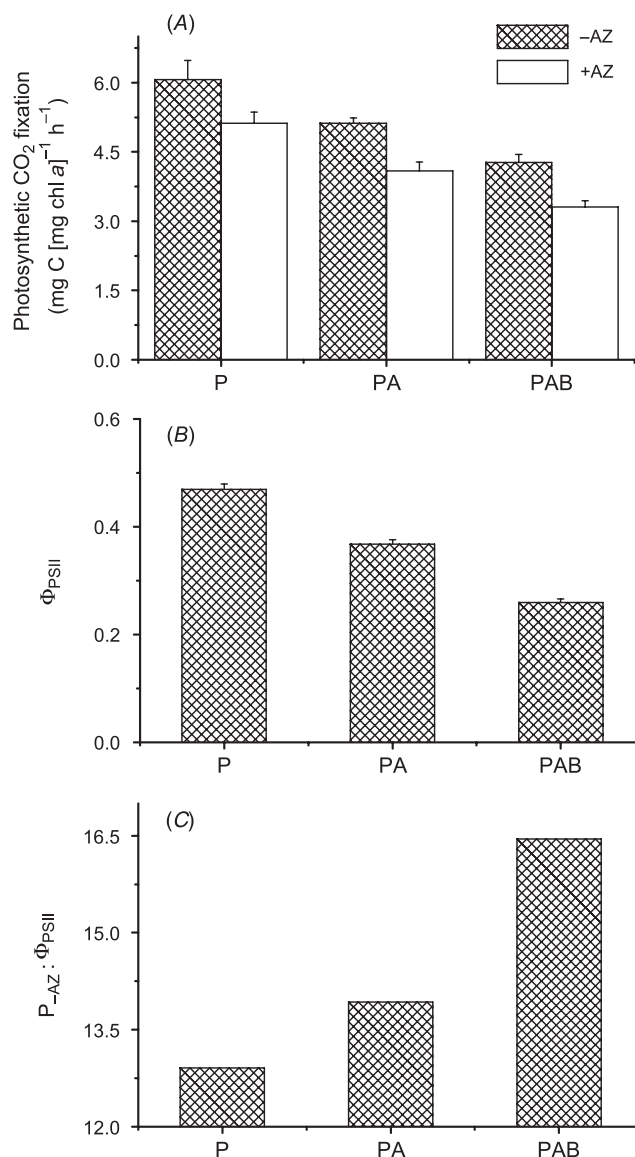 (A)
–AZ
+AZ
Photosynthetic CO₂ fixation
(mg C [mg chl a]⁻¹ h⁻¹)
6.0
4.5
3.0
1.5
0.0
P PA PAB
(B)
Φ_PSII
0.6
0.4
0.2
0.0
P PA PAB
(C)
P₋AZ : Φ_PSII
16.5
15.0
13.5
12.0
P PA PAB